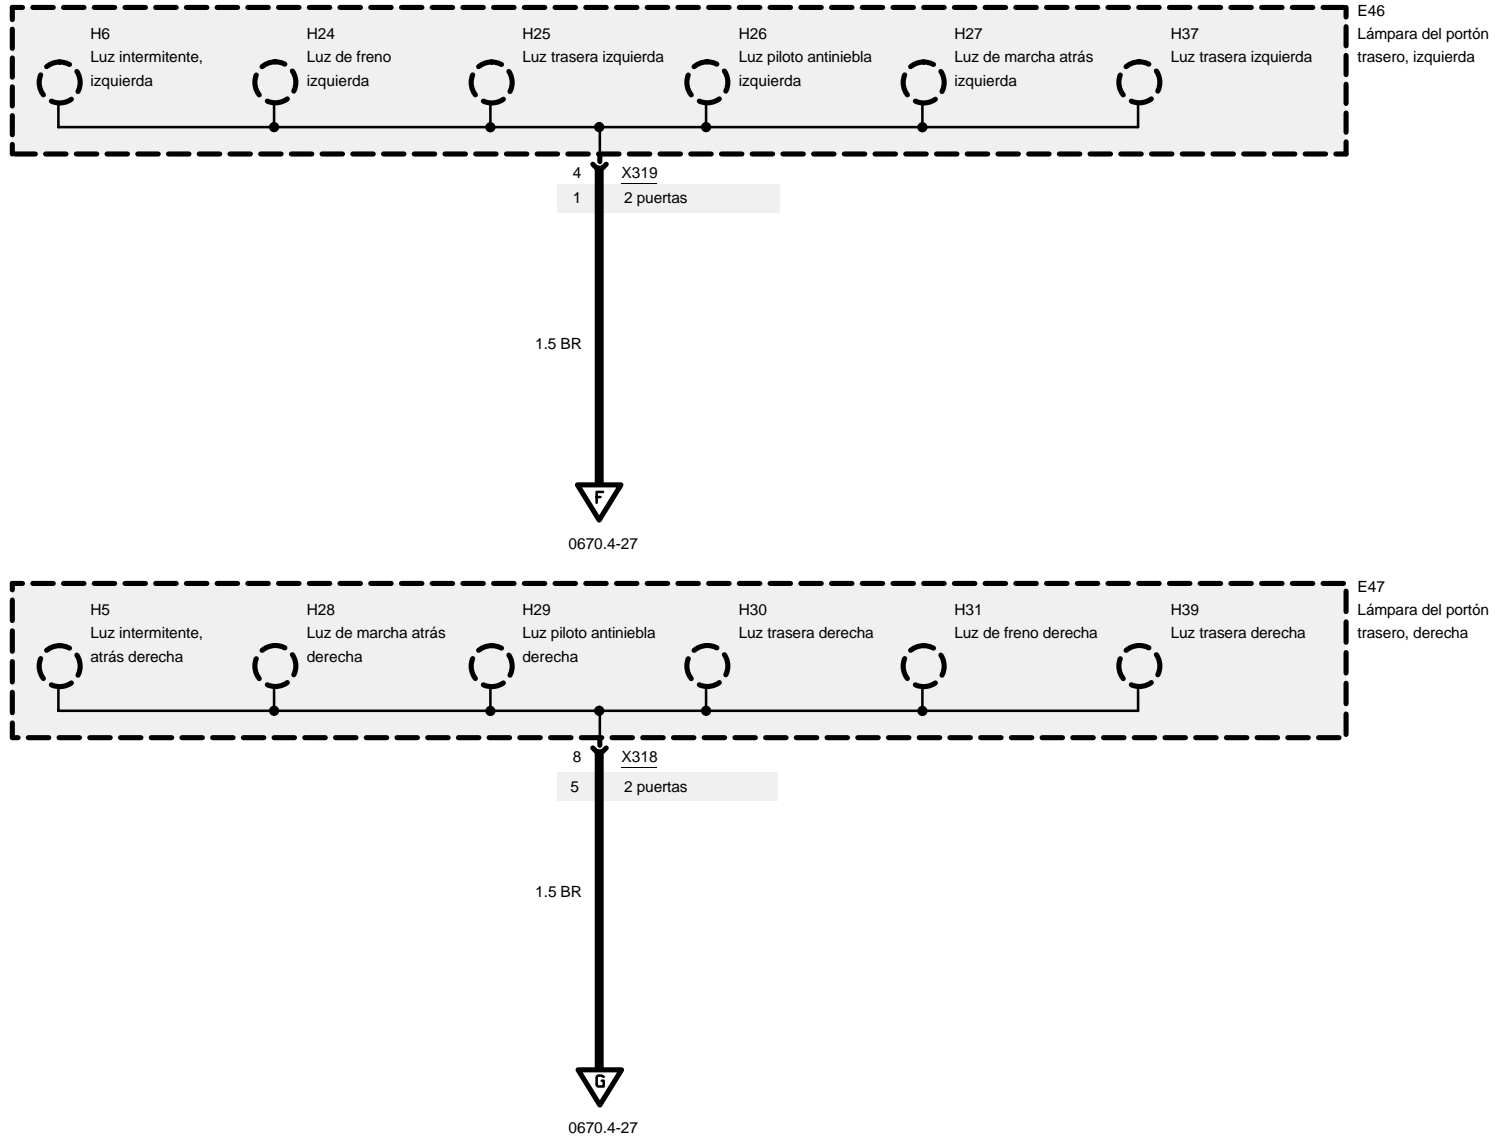 E46
Lámpara del portón
trasero, izquierda
H6
Luz intermitente,
izquierda
H24
Luz de freno
izquierda
H25
Luz trasera izquierda
H26
Luz piloto antiniebla
izquierda
H27
Luz de marcha atrás
izquierda
H37
Luz trasera izquierda
4 X319
1 2 puertas
1.5 BR
F
0670.4-27
E47
Lámpara del portón
trasero, derecha
H5
Luz intermitente,
atrás derecha
H28
Luz de marcha atrás
derecha
H29
Luz piloto antiniebla
derecha
H30
Luz trasera derecha
H31
Luz de freno derecha
H39
Luz trasera derecha
8 X318
5 2 puertas
1.5 BR
G
0670.4-27